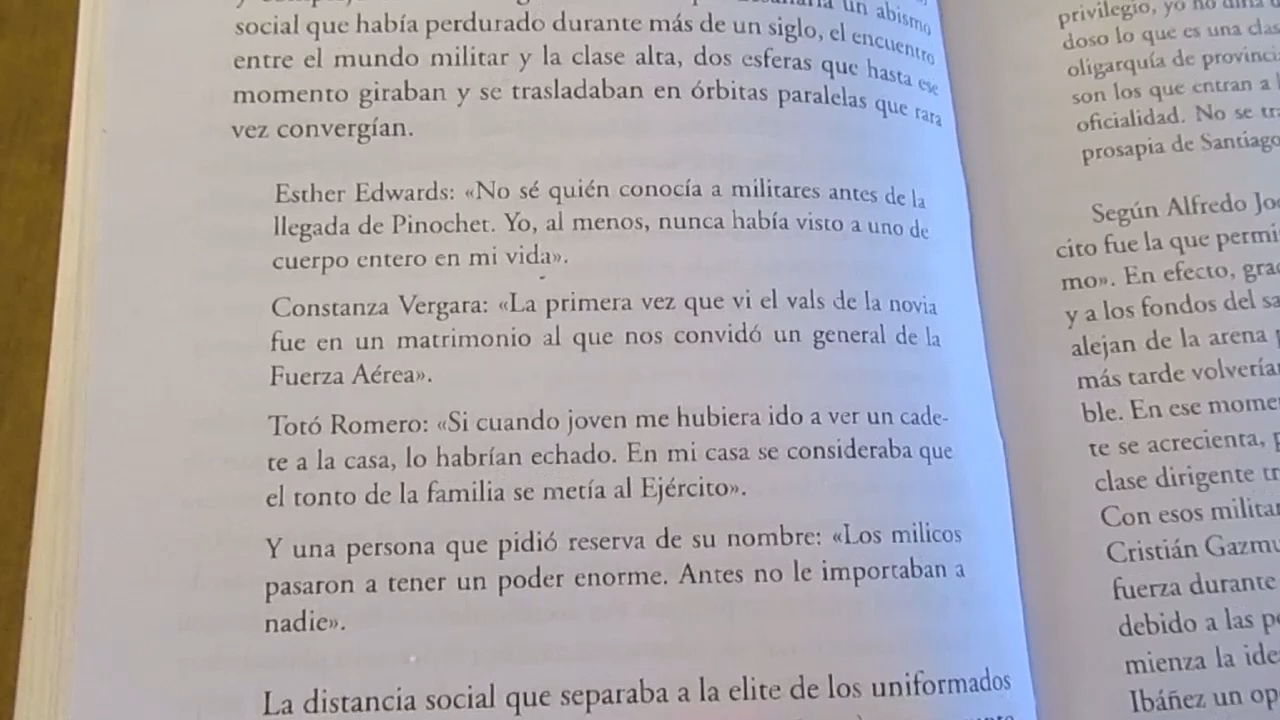 un abismo
social que había perdurado durante más de un siglo, el encuentro
entre el mundo militar y la clase alta, dos esferas que hasta ese
momento giraban y se trasladaban en órbitas paralelas que rara
vez convergían.
Esther Edwards: «No sé quién conocía a militares antes de la
llegada de Pinochet. Yo, al menos, nunca había visto a uno de
cuerpo entero en mi vida».
Constanza Vergara: «La primera vez que vi el vals de la novia
fue en un matrimonio al que nos convidó un general de la
Fuerza Aérea».
Totó Romero: «Si cuando joven me hubiera ido a ver un cade-
te a la casa, lo habrían echado. En mi casa se consideraba que
el tonto de la familia se metía al Ejército».
Y una persona que pidió reserva de su nombre: «Los milicos
pasaron a tener un poder enorme. Antes no le importaban a
nadie».
La distancia social que separaba a la elite de los uniformados
privilegio, yo no
doso lo que es una
oligarquía de
son los que entran a
oficialidad. No se
prosapia de Santiago
Según Alfredo
cito fue la que
mo». En efecto,
y a los fondos del
alejan de la arena
más tarde
ble. En ese
te se acrecienta,
clase dirigente
Con esos
Cristián
fuerza durante
debido a las
mienza la
Ibáñez un